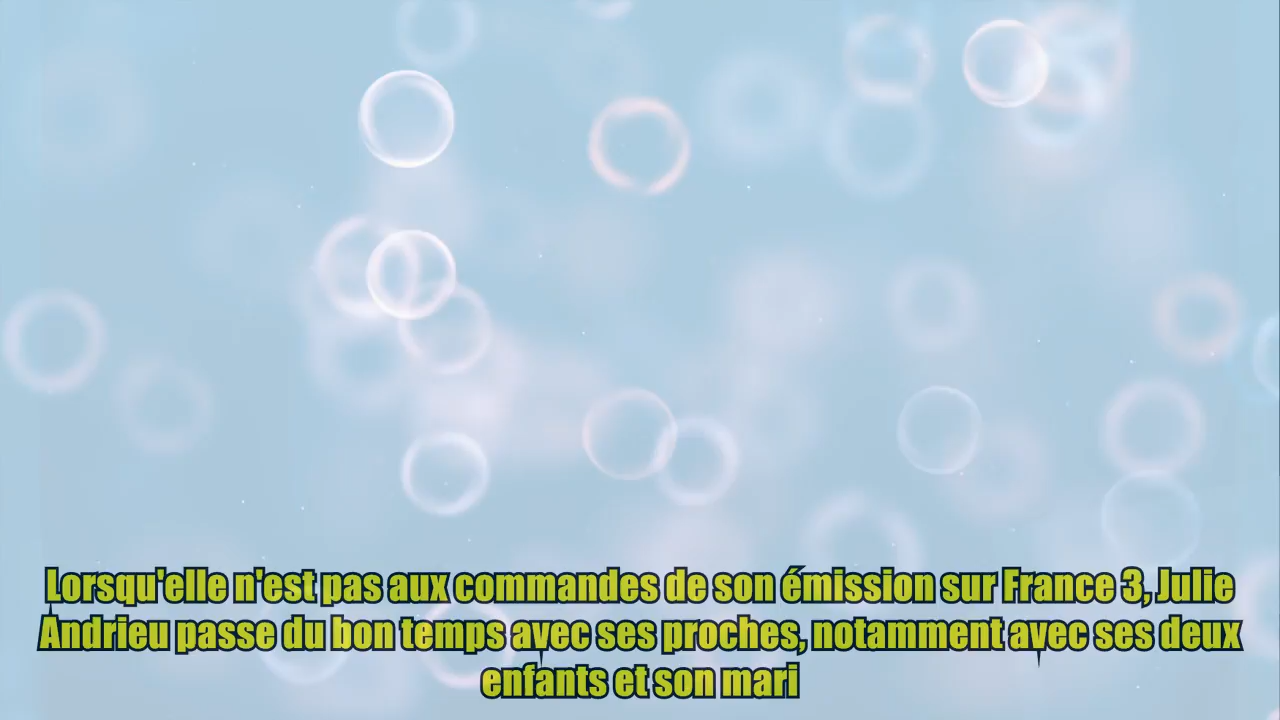 Lorsqu'elle n'est pas aux commandes de son émission sur France 3, Julie
Andrieu passe du bon temps avec ses proches, notamment avec ses deux
enfants et son mari